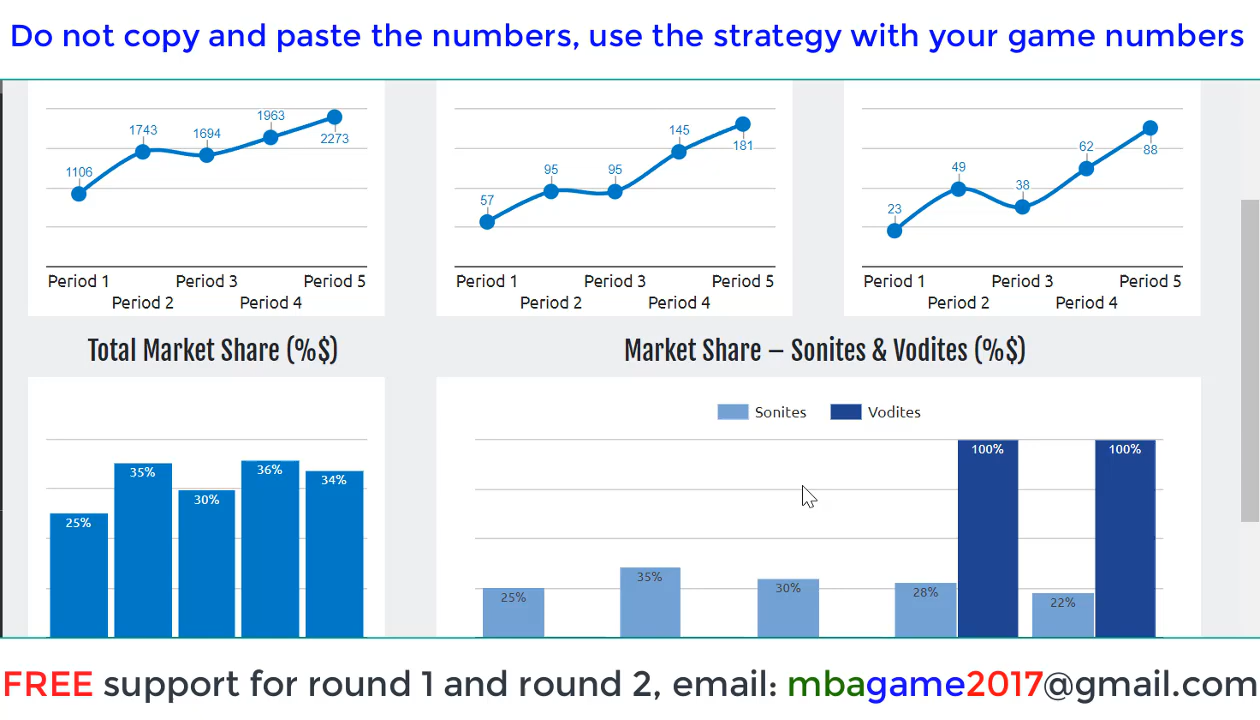 Do not copy and paste the numbers, use the strategy with your game numbers
1106
1743
1694
1963
2273
Period 1
Period 2
Period 3
Period 4
Period 5
57
95
95
145
181
Period 1
Period 2
Period 3
Period 4
Period 5
23
49
38
62
88
Period 1
Period 2
Period 3
Period 4
Period 5
Total Market Share (%$)
25%
35%
30%
36%
34%
Market Share – Sonites & Vodites (%$)
Sonites
Vodites
25%
35%
30%
28%
100%
22%
100%
FREE support for round 1 and round 2, email: mbagame2017@gmail.com